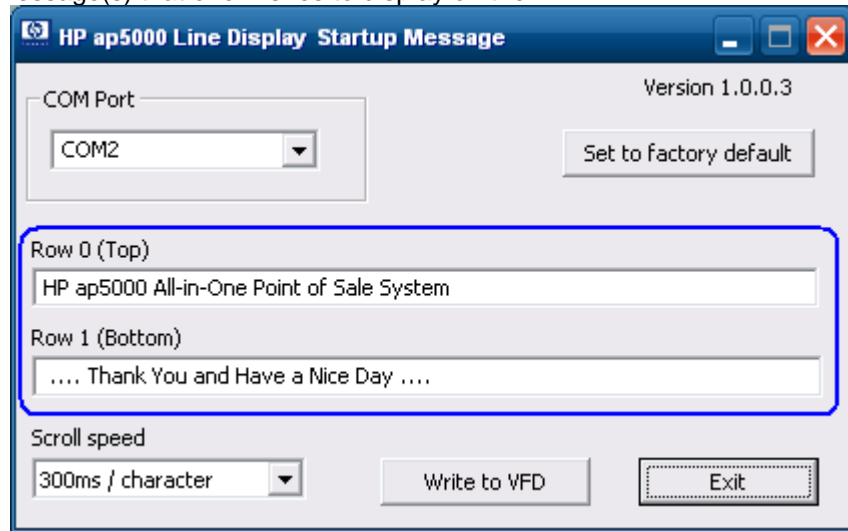 HP ap5000 Line Display Startup Message
Version 1.0.0.3
COM Port
COM2
Set to factory default
Row 0 (Top)
HP ap5000 All-in-One Point of Sale System
Row 1 (Bottom)
.... Thank You and Have a Nice Day ....
Scroll speed
300ms / character
Write to VFD
Exit